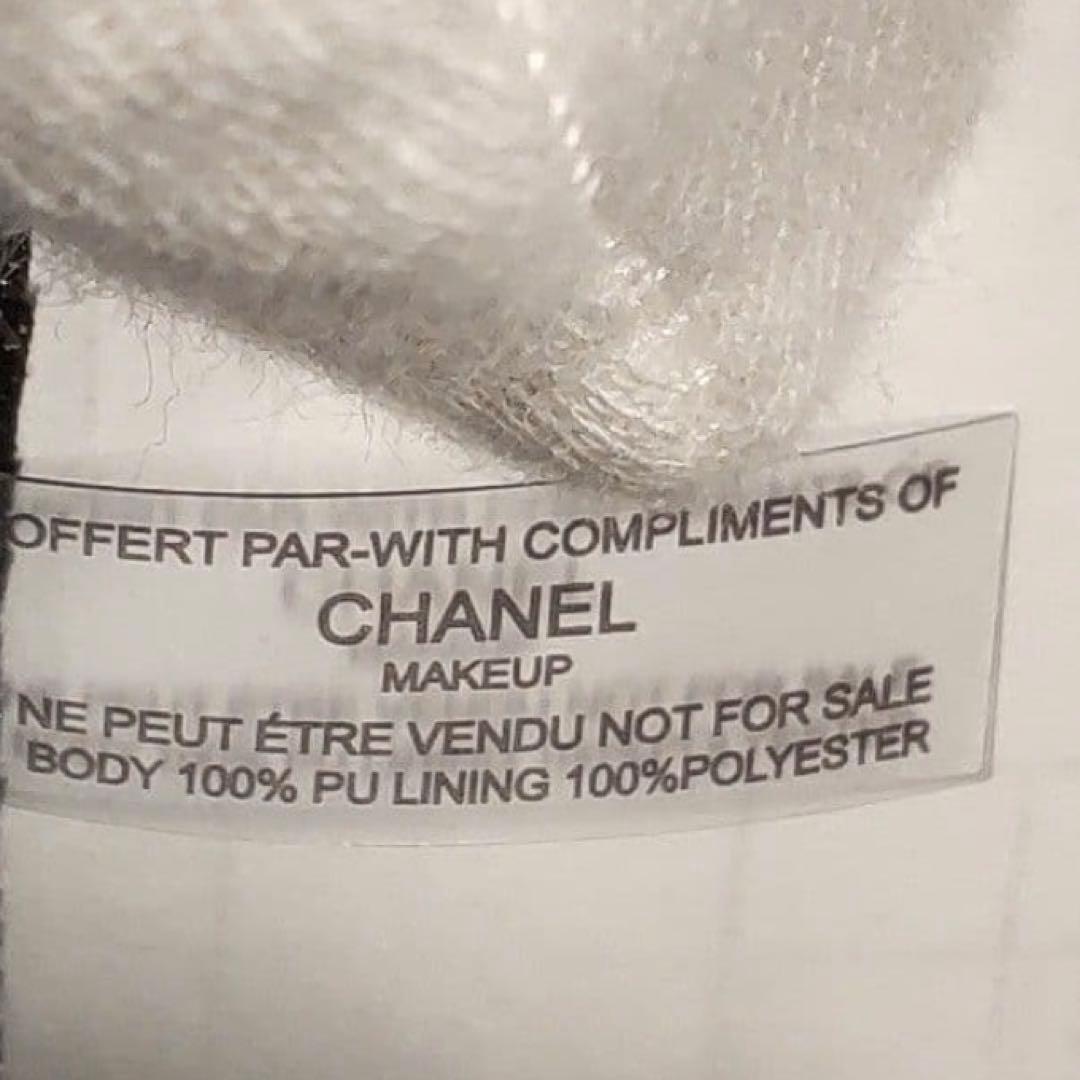 OFFERT PAR-WITH COMPLIMENTS OF
CHANEL
MAKEUP
NE PEUT ÉTRE VENDU NOT FOR SALE
BODY 100% PU LINING 100%POLYESTER